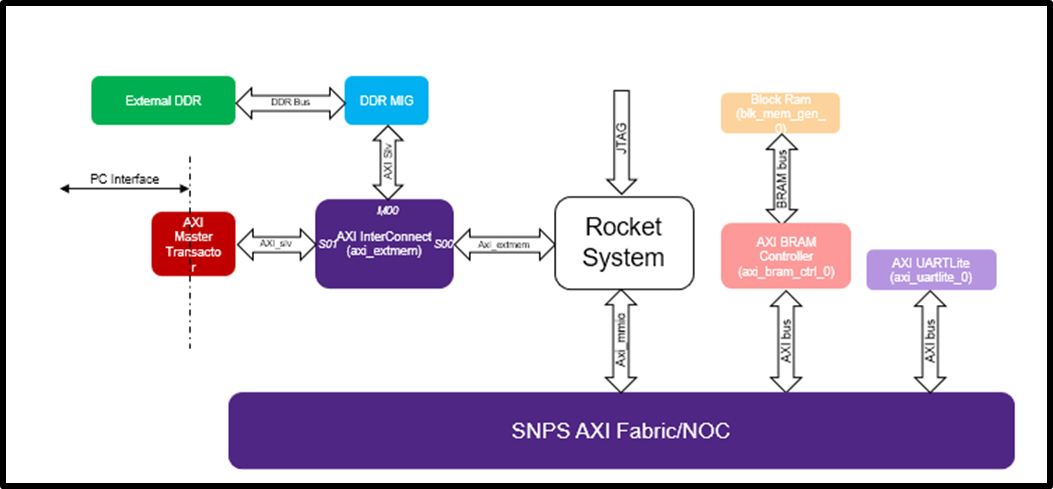 External DDR
DDR Bus
DDR MIG
AXI Slv
JTAG
Block Ram
(blk_mem_gen_
0)
BRAM bus
PC Interface
AXI
Master
Transacto
r
AXI_slv
M00
S01
AXI InterConnect
(axi_extmem)
S00
Axi_extmem
Rocket
System
AXI BRAM
Controller
(axi_bram_ctrl_0)
AXI UARTLite
(axi_uartlite_0)
Axi_mmio
AXI bus
AXI bus
SNPS AXI Fabric/NOC